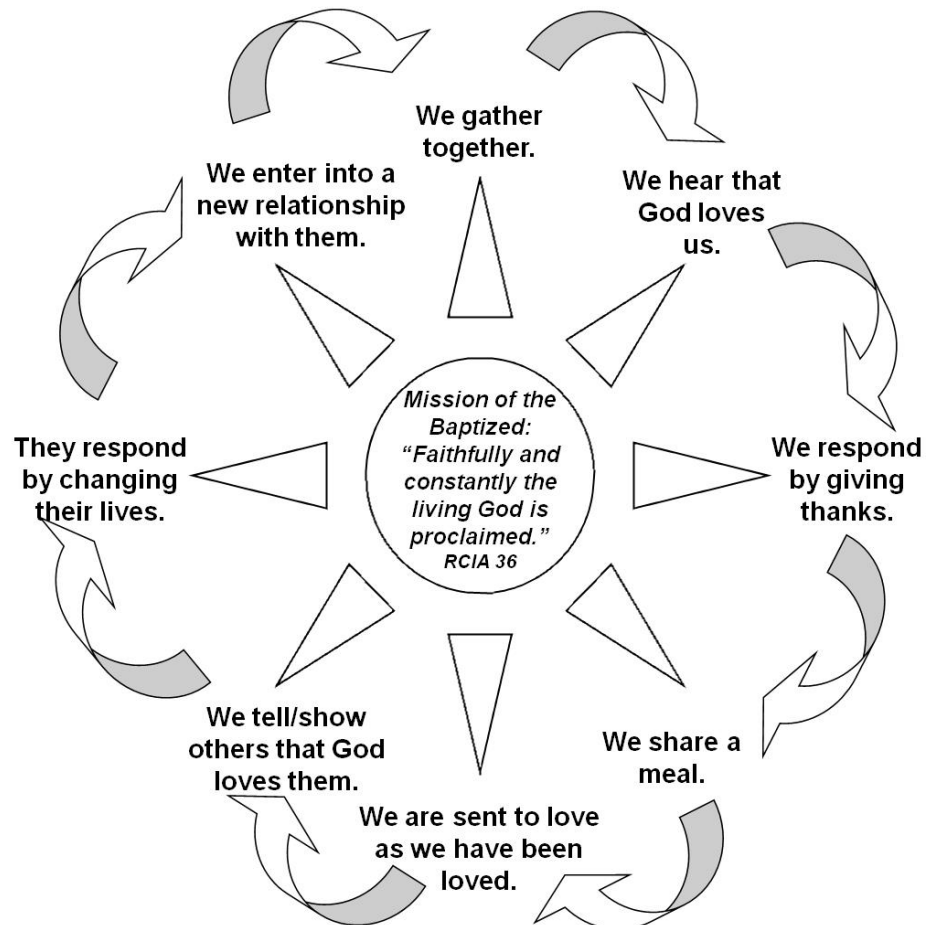 We gather
together.
We hear that
God loves
us.
We respond
by giving
thanks.
We share a
meal.
We are sent to love
as we have been
loved.
We tell/show
others that God
loves them.
They respond
by changing
their lives.
We enter into a
new relationship
with them.
Mission of the
Baptized:
“Faithfully and
constantly the
living God is
proclaimed.”
RCIA 36